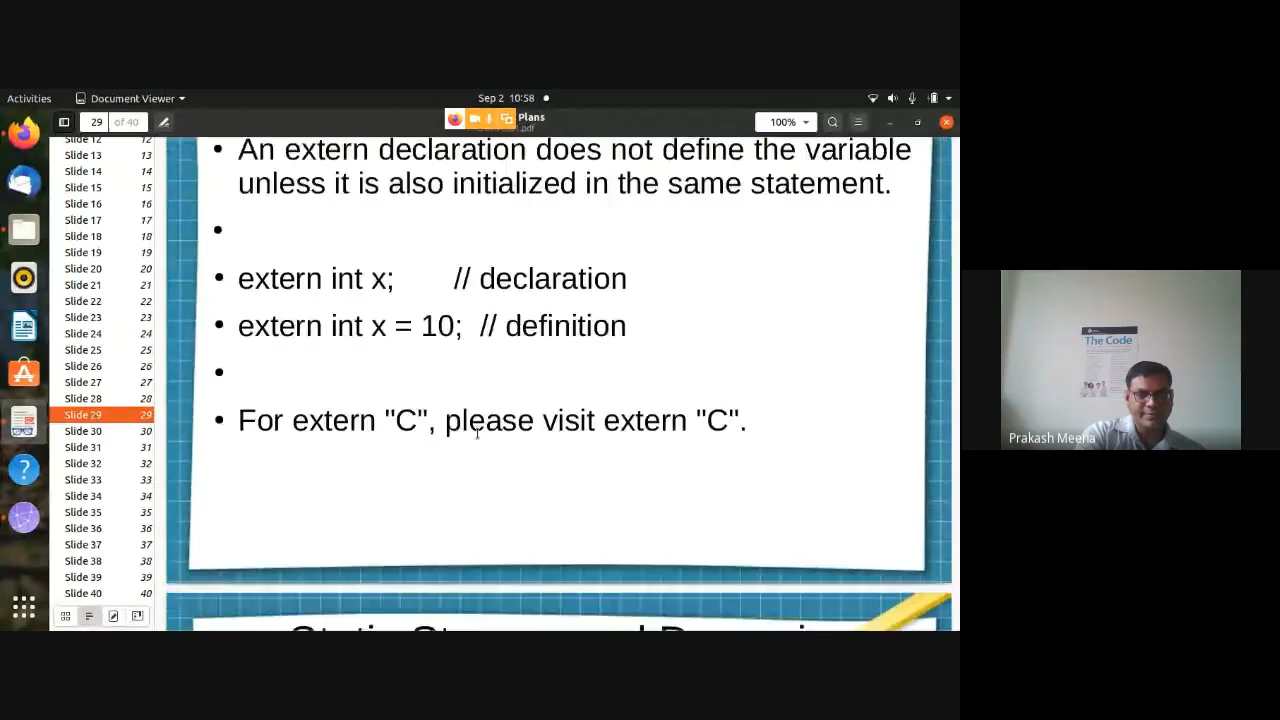 Activities
Document Viewer
Sep 2 10:58
29
of 40
Plans
.pdf
100%
Slide 12 12
Slide 13 13
Slide 14 14
Slide 15 15
Slide 16 16
Slide 17 17
Slide 18 18
Slide 19 19
Slide 20 20
Slide 21 21
Slide 22 22
Slide 23 23
Slide 24 24
Slide 25 25
Slide 26 26
Slide 27 27
Slide 28 28
Slide 29 29
Slide 30 30
Slide 31 31
Slide 32 32
Slide 33 33
Slide 34 34
Slide 35 35
Slide 36 36
Slide 37 37
Slide 38 38
Slide 39 39
Slide 40 40
• An extern declaration does not define the variable
unless it is also initialized in the same statement.
•
• extern int x; // declaration
• extern int x = 10; // definition
•
• For extern "C", please visit extern "C".
The Code
Prakash Meena